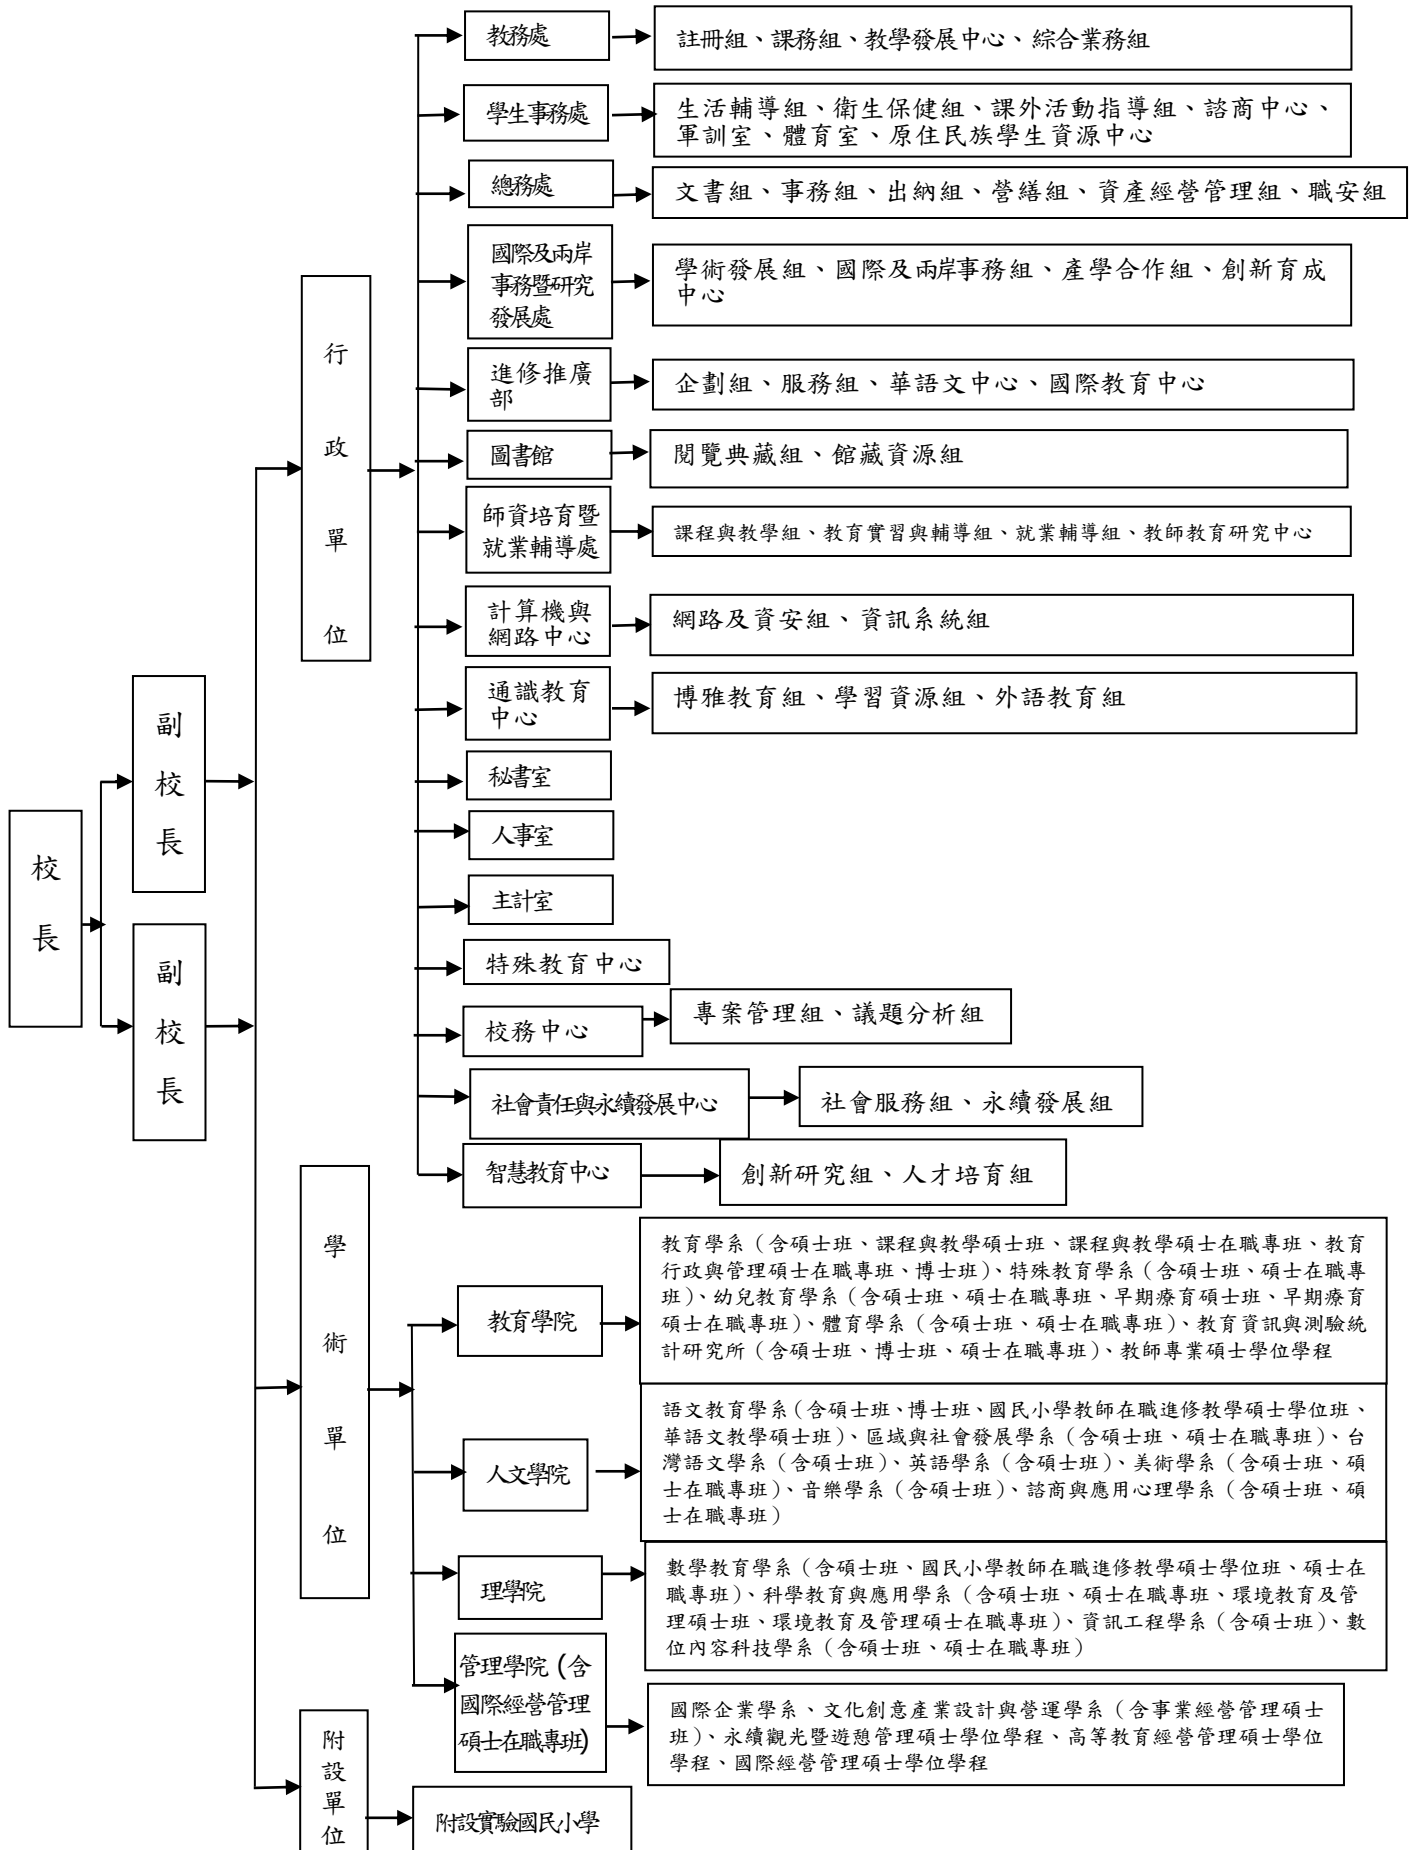 校長
副校長
副校長
行政單位
教務處
註冊組、課務組、教學發展中心、綜合業務組
學生事務處
生活輔導組、衛生保健組、課外活動指導組、諮商中心、
軍訓室、體育室、原住民族學生資源中心
總務處
文書組、事務組、出納組、營繕組、資產經營管理組、職安組
國際及兩岸
事務暨研究
發展處
學術發展組、國際及兩岸事務組、產學合作組、創新育成
中心
進修推廣
部
企劃組、服務組、華語文中心、國際教育中心
圖書館
閱覽典藏組、館藏資源組
師資培育暨
就業輔導處
課程與教學組、教育實習與輔導組、就業輔導組、教師教育研究中心
計算機與
網路中心
網路及資安組、資訊系統組
通識教育
中心
博雅教育組、學習資源組、外語教育組
秘書室
人事室
主計室
特殊教育中心
校務中心
專案管理組、議題分析組
社會責任與永續發展中心
社會服務組、永續發展組
智慧教育中心
創新研究組、人才培育組
學術單位
教育學院
教育學系（含碩士班、課程與教學碩士班、課程與教學碩士在職專班、教育
行政與管理碩士在職專班、博士班）、特殊教育學系（含碩士班、碩士在職專
班）、幼兒教育學系（含碩士班、碩士在職專班、早期療育碩士班、早期療育
碩士在職專班）、體育學系（含碩士班、碩士在職專班）、教育資訊與測驗統
計研究所（含碩士班、博士班、碩士在職專班）、教師專業碩士學位學程
人文學院
語文教育學系（含碩士班、博士班、國民小學教師在職進修教學碩士學位班、
華語文教學碩士班）、區域與社會發展學系（含碩士班、碩士在職專班）、台
灣語文學系（含碩士班）、英語學系（含碩士班）、美術學系（含碩士班、碩
士在職專班）、音樂學系（含碩士班）、諮商與應用心理學系（含碩士班、碩
士在職專班）
理學院
數學教育學系（含碩士班、國民小學教師在職進修教學碩士學位班、碩士在
職專班）、科學教育與應用學系（含碩士班、碩士在職專班、環境教育及管
理碩士班、環境教育及管理碩士在職專班）、資訊工程學系（含碩士班）、數
位內容科技學系（含碩士班、碩士在職專班）
管理學院 (含
國際經營管理
碩士在職專班)
國際企業學系、文化創意產業設計與營運學系（含事業經營管理碩士
班）、永續觀光暨遊憩管理碩士學位學程、高等教育經營管理碩士學位
學程、國際經營管理碩士學位學程
附設單位
附設實驗國民小學